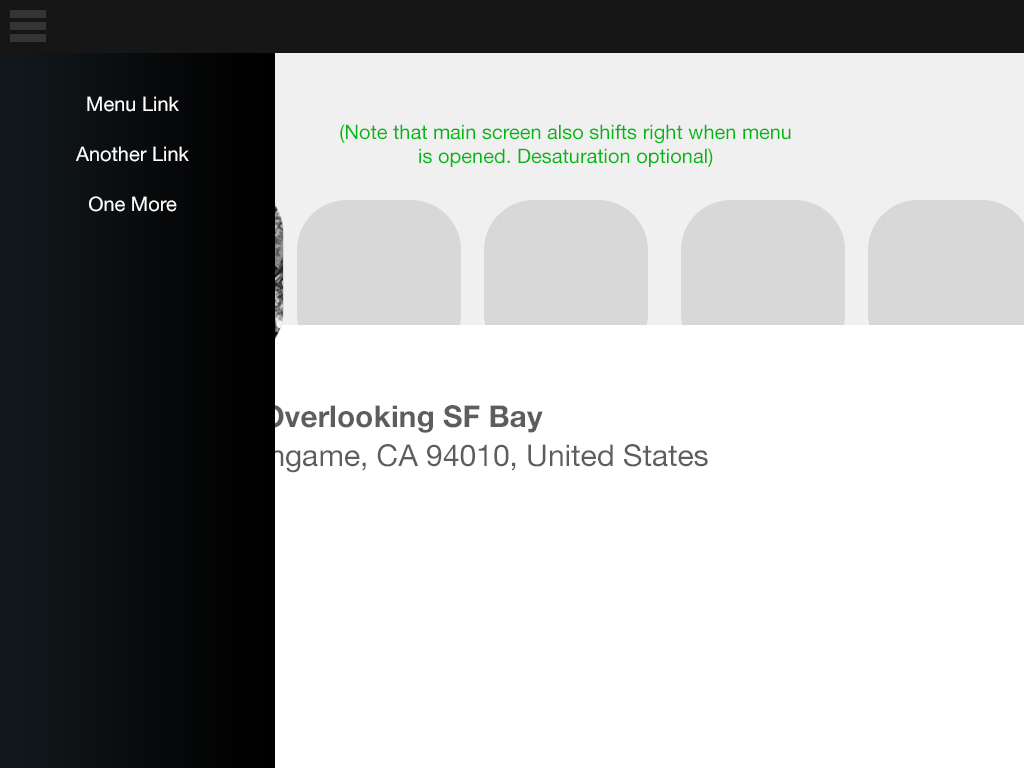 Menu Link
Another Link
One More
(Note that main screen also shifts right when menu
is opened. Desaturation optional)
Overlooking SF Bay
ngame, CA 94010, United States